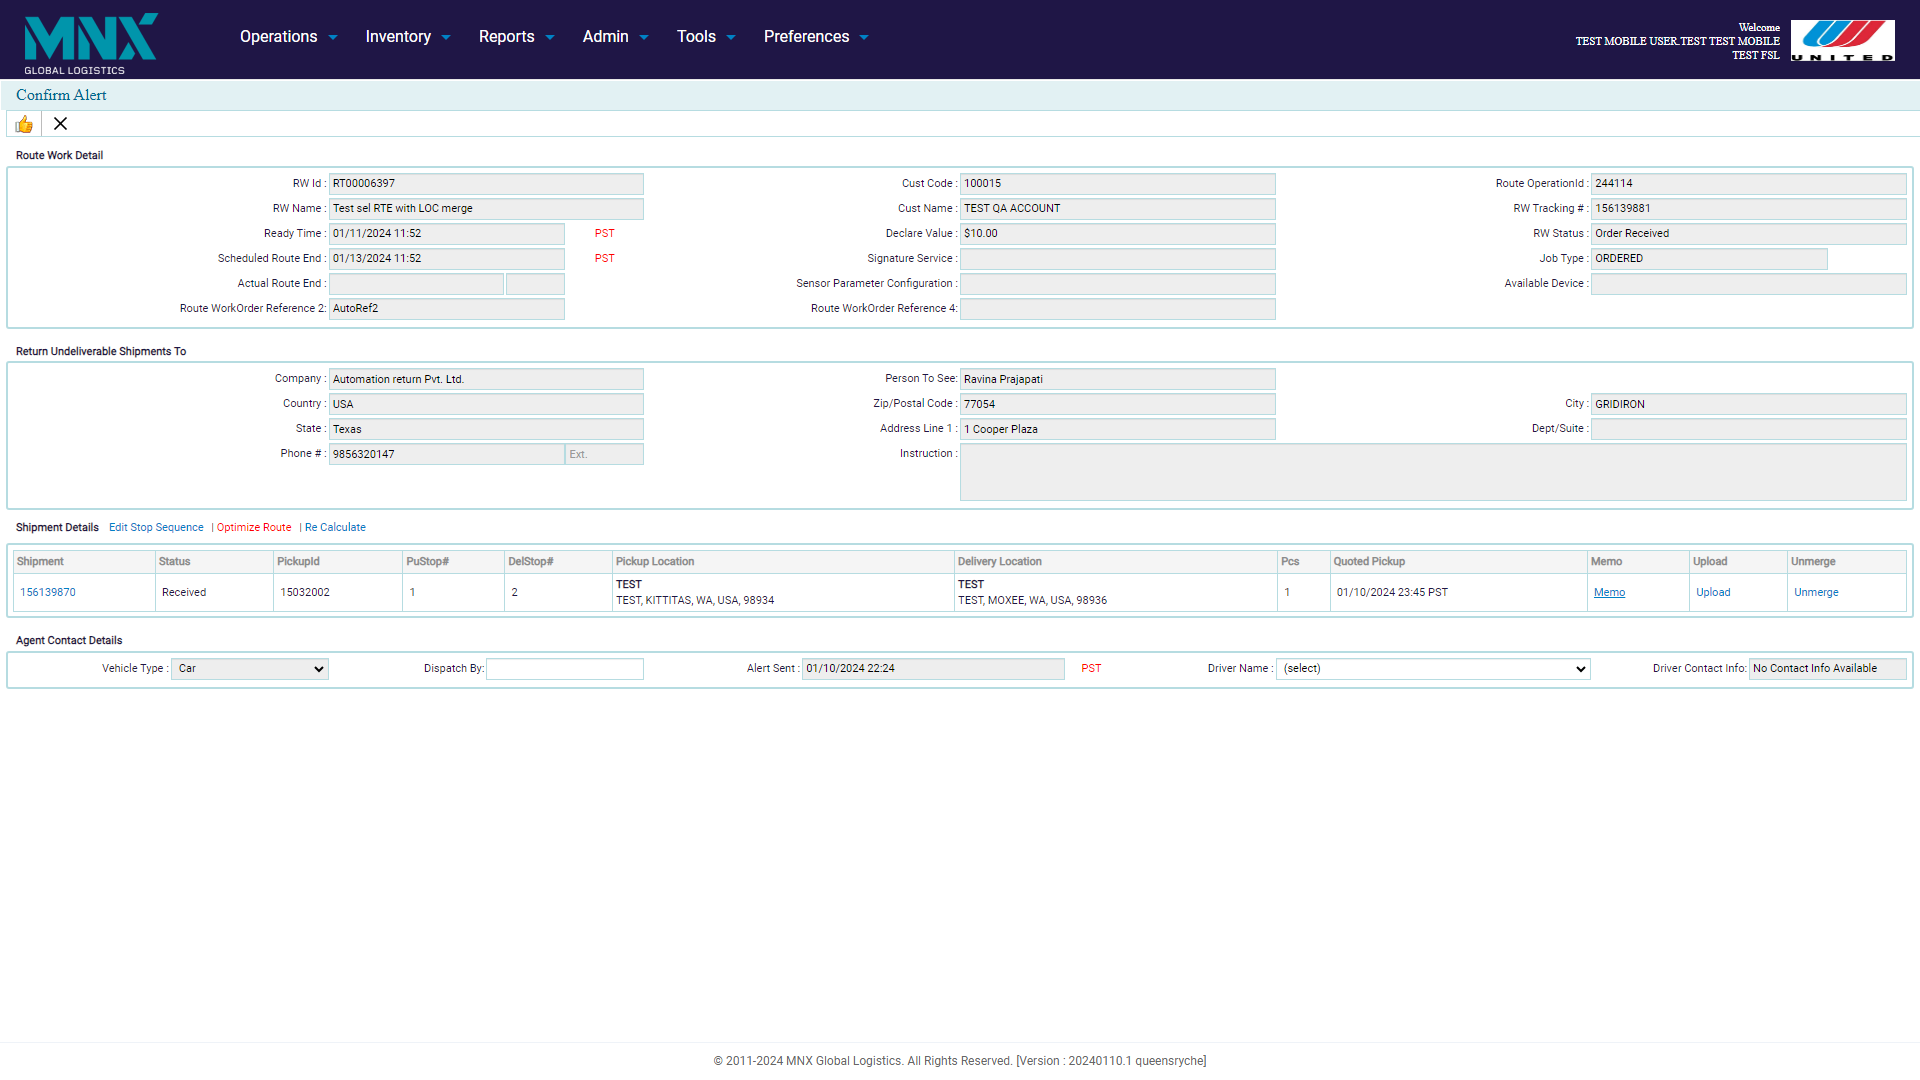 MNX
GLOBAL LOGISTICS
Operations Inventory Reports Admin Tools Preferences
Welcome
TEST MOBILE USER.TEST TEST MOBILE
TEST FSL
UNITED
Confirm Alert
Route Work Detail
RW Id : RT00006397 Cust Code : 100015 Route OperationId : 244114
RW Name : Test sel RTE with LOC merge Cust Name : TEST QA ACCOUNT RW Tracking # : 156139881
Ready Time : 01/11/2024 11:52 PST Declare Value : $10.00 RW Status : Order Received
Scheduled Route End : 01/13/2024 11:52 PST Signature Service : Job Type : ORDERED
Actual Route End : Sensor Parameter Configuration : Available Device :
Route WorkOrder Reference 2: AutoRef2 Route WorkOrder Reference 4:
Return Undeliverable Shipments To
Company : Automation return Pvt. Ltd. Person To See: Ravina Prajapati
Country : USA Zip/Postal Code : 77054 City : GRIDIRON
State : Texas Address Line 1 : 1 Cooper Plaza Dept/Suite :
Phone # : 9856320147 Ext. Instruction :
Shipment Details Edit Stop Sequence | Optimize Route | Re Calculate
Shipment Status PickupId PuStop# DelStop# Pickup Location Delivery Location Pcs Quoted Pickup Memo Upload Unmerge
TEST TEST
156139870 Received 15032002 1 2 TEST, KITTITAS, WA, USA, 98934 TEST, MOXEE, WA, USA, 98936 1 01/10/2024 23:45 PST Memo Upload Unmerge
Agent Contact Details
Vehicle Type : Car Dispatch By: Alert Sent : 01/10/2024 22:24 PST Driver Name : (select) Driver Contact Info: No Contact Info Available
© 2011-2024 MNX Global Logistics. All Rights Reserved. [Version : 20240110.1 queensryche]